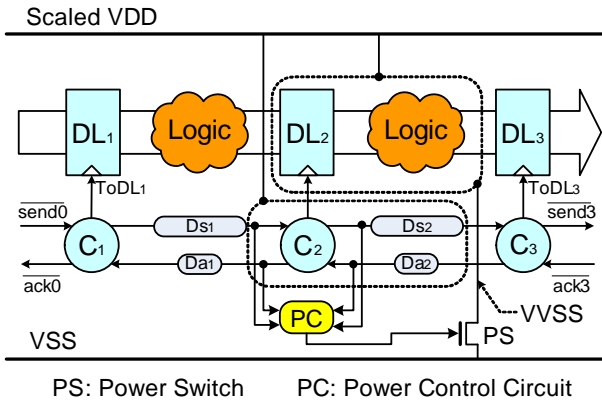 Scaled VDD
DL1
Logic
DL2
Logic
DL3
ToDL1
ToDL3
send0
Ds1
Ds2
send3
C1
C2
C3
Da1
Da2
ack0
ack3
PC
VVSS
PS
VSS
PS: Power Switch PC: Power Control Circuit